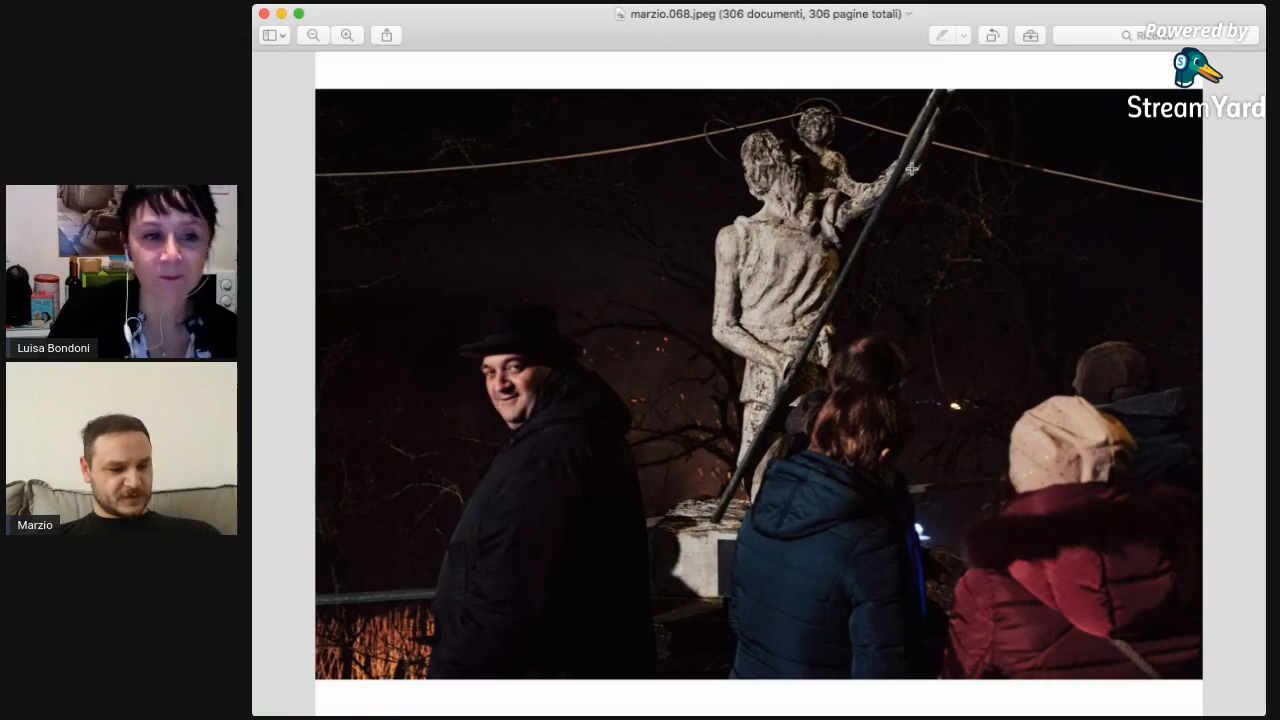 marzio.068.jpeg (306 documenti, 306 pagine totali)
Powered by
StreamYard
Luisa Bondoni
Marzio